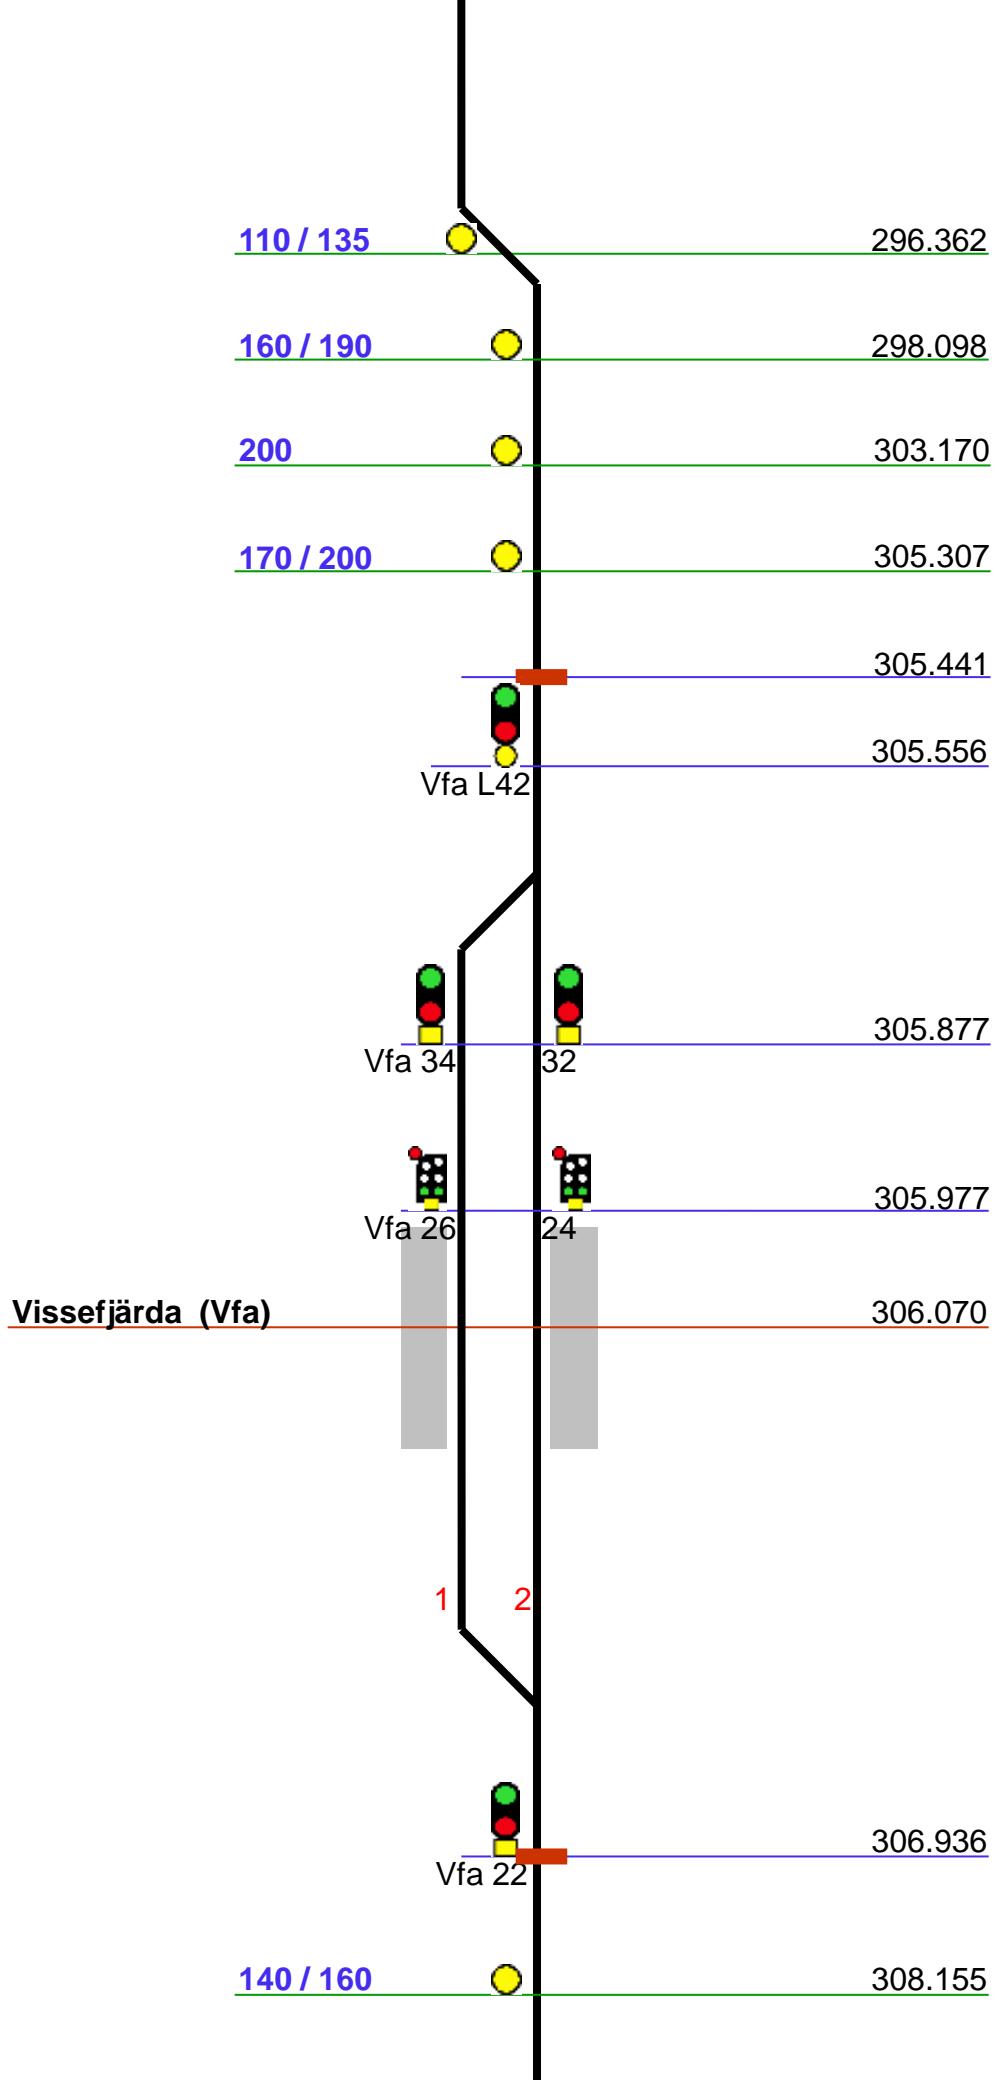 110 / 135 296.362
160 / 190 298.098
200 303.170
170 / 200 305.307
305.441
305.556
Vfa L42
305.877
Vfa 34 32
305.977
Vfa 26 24
Vissefjärda (Vfa) 306.070
1 2
306.936
Vfa 22
140 / 160 308.155